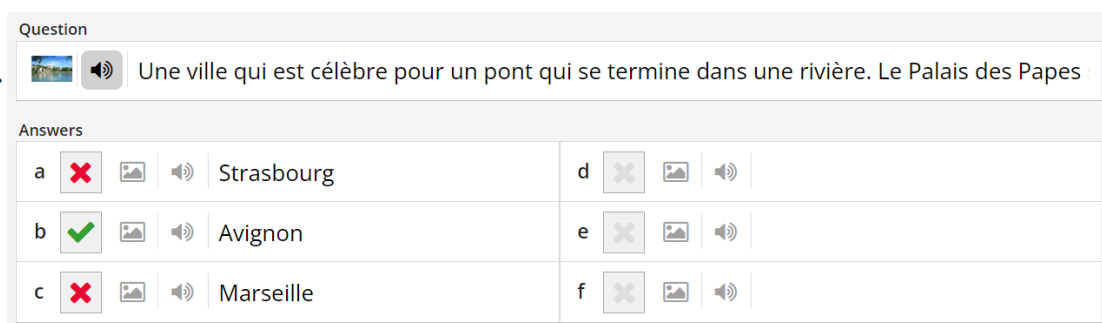 Question
Une ville qui est célèbre pour un pont qui se termine dans une rivière. Le Palais des Papes
Answers
a Strasbourg
d
b Avignon
e
c Marseille
f